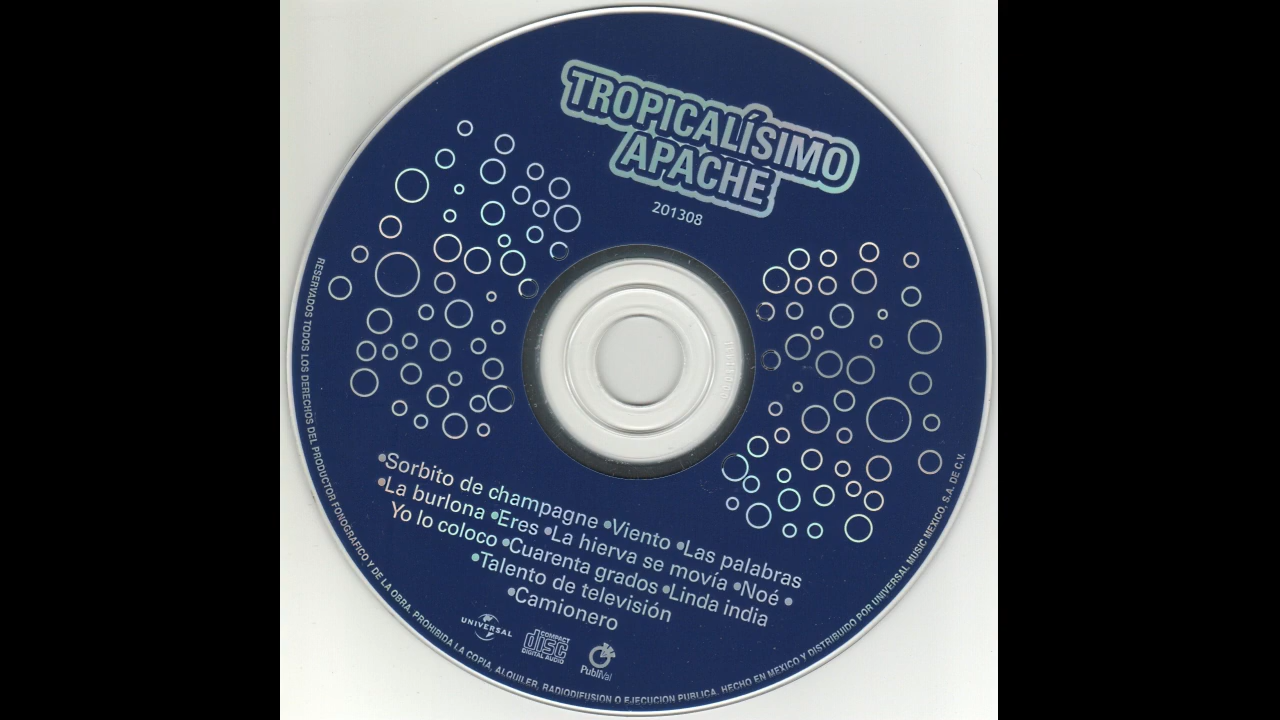 TROPICALÍSIMO
APACHE
201308
•Sorbito de champagne •Viento •Las palabras
•La burlona •Eres •La hierva se movía •Noé •
Yo lo coloco •Cuarenta grados •Linda india
•Talento de televisión
•Camionero
UNIVERSAL
COMPACT
disc
DIGITAL AUDIO
PubliVal
RESERVADOS TODOS LOS DERECHOS DEL PRODUCTOR FONOGRAFICO Y DE LA OBRA. PROHIBIDA LA COPIA, ALQUILER, RADIODIFUSION O EJECUCION PUBLICA. HECHO EN MEXICO Y DISTRIBUIDO POR UNIVERSAL MUSIC MEXICO, S.A. DE C.V.